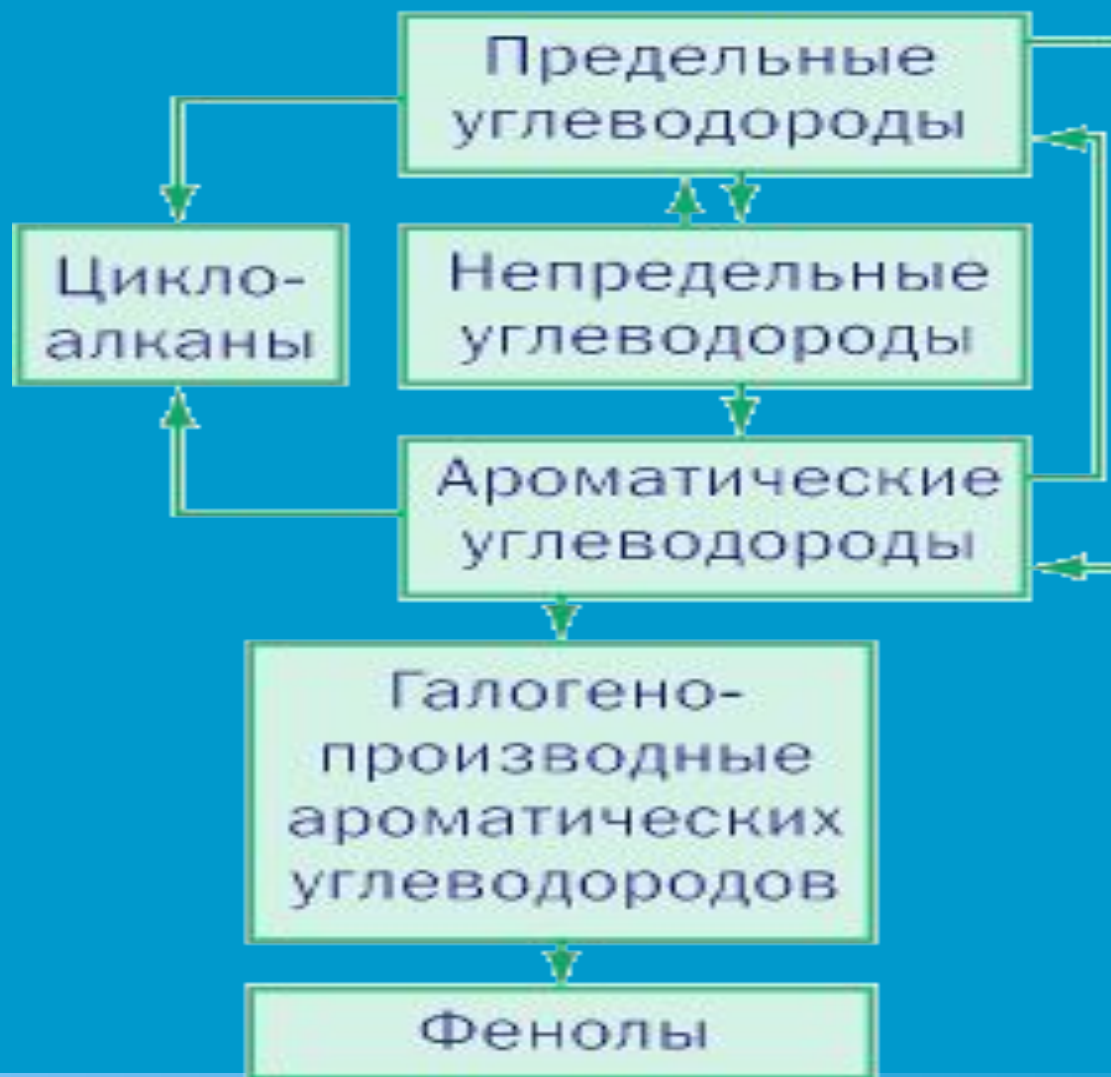 Предельные
углеводороды
Цикло-
алканы
Непредельные
углеводороды
Ароматические
углеводороды
Галогено-
производные
ароматических
углеводородов
Фенолы